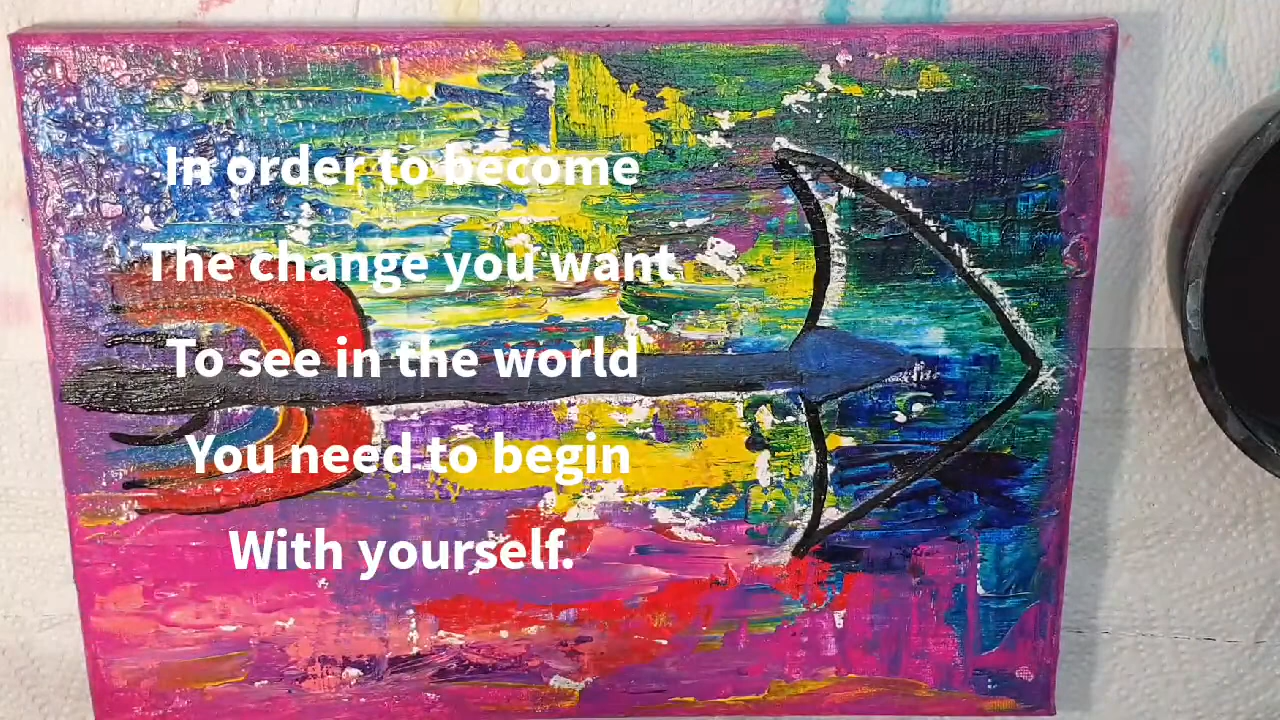 In order to become
The change you want
To see in the world
You need to begin
With yourself.